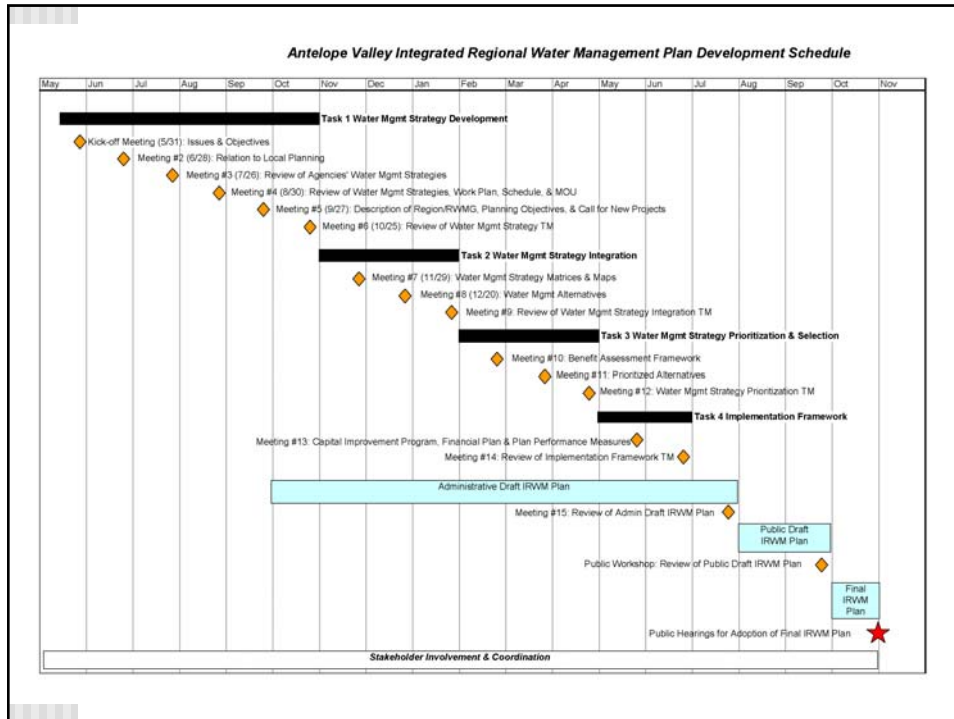 Antelope Valley Integrated Regional Water Management Plan Development Schedule
May Jun Jul Aug Sep Oct Nov Dec Jan Feb Mar Apr May Jun Jul Aug Sep Oct Nov
Task 1 Water Mgmt Strategy Development
Kick-off Meeting (5/31): Issues & Objectives
Meeting #2 (6/28): Relation to Local Planning
Meeting #3 (7/26): Review of Agencies' Water Mgmt Strategies
Meeting #4 (8/30): Review of Water Mgmt Strategies, Work Plan, Schedule, & MOU
Meeting #5 (9/27): Description of Region/RWMG, Planning Objectives, & Call for New Projects
Meeting #6 (10/25): Review of Water Mgmt Strategy TM
Task 2 Water Mgmt Strategy Integration
Meeting #7 (11/29): Water Mgmt Strategy Matrices & Maps
Meeting #8 (12/20): Water Mgmt Alternatives
Meeting #9: Review of Water Mgmt Strategy Integration TM
Task 3 Water Mgmt Strategy Prioritization & Selection
Meeting #10: Benefit Assessment Framework
Meeting #11: Prioritized Alternatives
Meeting #12: Water Mgmt Strategy Prioritization TM
Task 4 Implementation Framework
Meeting #13: Capital Improvement Program, Financial Plan & Plan Performance Measures
Meeting #14: Review of Implementation Framework TM
Administrative Draft IRWM Plan
Meeting #15: Review of Admin Draft IRWM Plan
Public Draft
IRWM Plan
Public Workshop: Review of Public Draft IRWM Plan
Final
IRWM
Plan
Public Hearings for Adoption of Final IRWM Plan
Stakeholder Involvement & Coordination